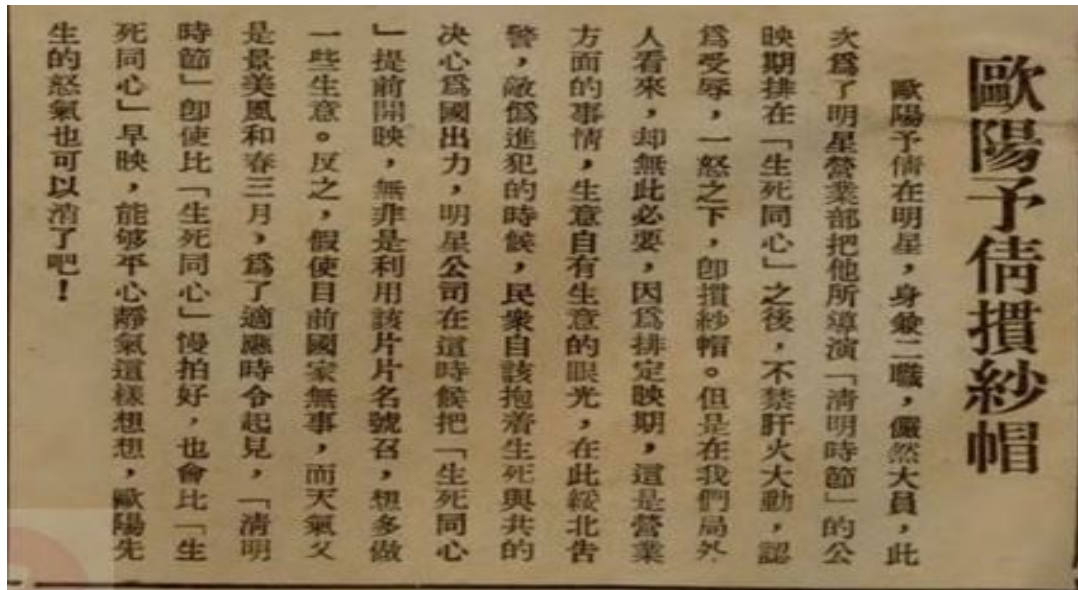 歐陽予倩摜紗帽
歐陽予倩在明星，身兼二職，儼然大員，此
次爲了明星營業部把他所導演「清明時節」的公
映期排在「生死同心」之後，不禁肝火大動，認
爲受辱，一怒之下，卽摜紗帽。但是在我們局外
人看來，却無此必要，因爲排定映期，這是營業
方面的事情，生意自有生意的眼光，在此綏北吿
警，敵僞進犯的時候，民衆自該抱着生死與共的
决心爲國出力，明星公司在這時候把「生死同心
」提前開映，無非是利用該片片名號召，想多做
一些生意。反之，假使目前國家無事，而天氣又
是景美風和春三月，爲了適應時令起見，「清明
時節」卽使比「生死同心」慢拍好，也會比「生
死同心」早映，能够平心靜氣這樣想想，歐陽先
生的怒氣也可以消了吧！